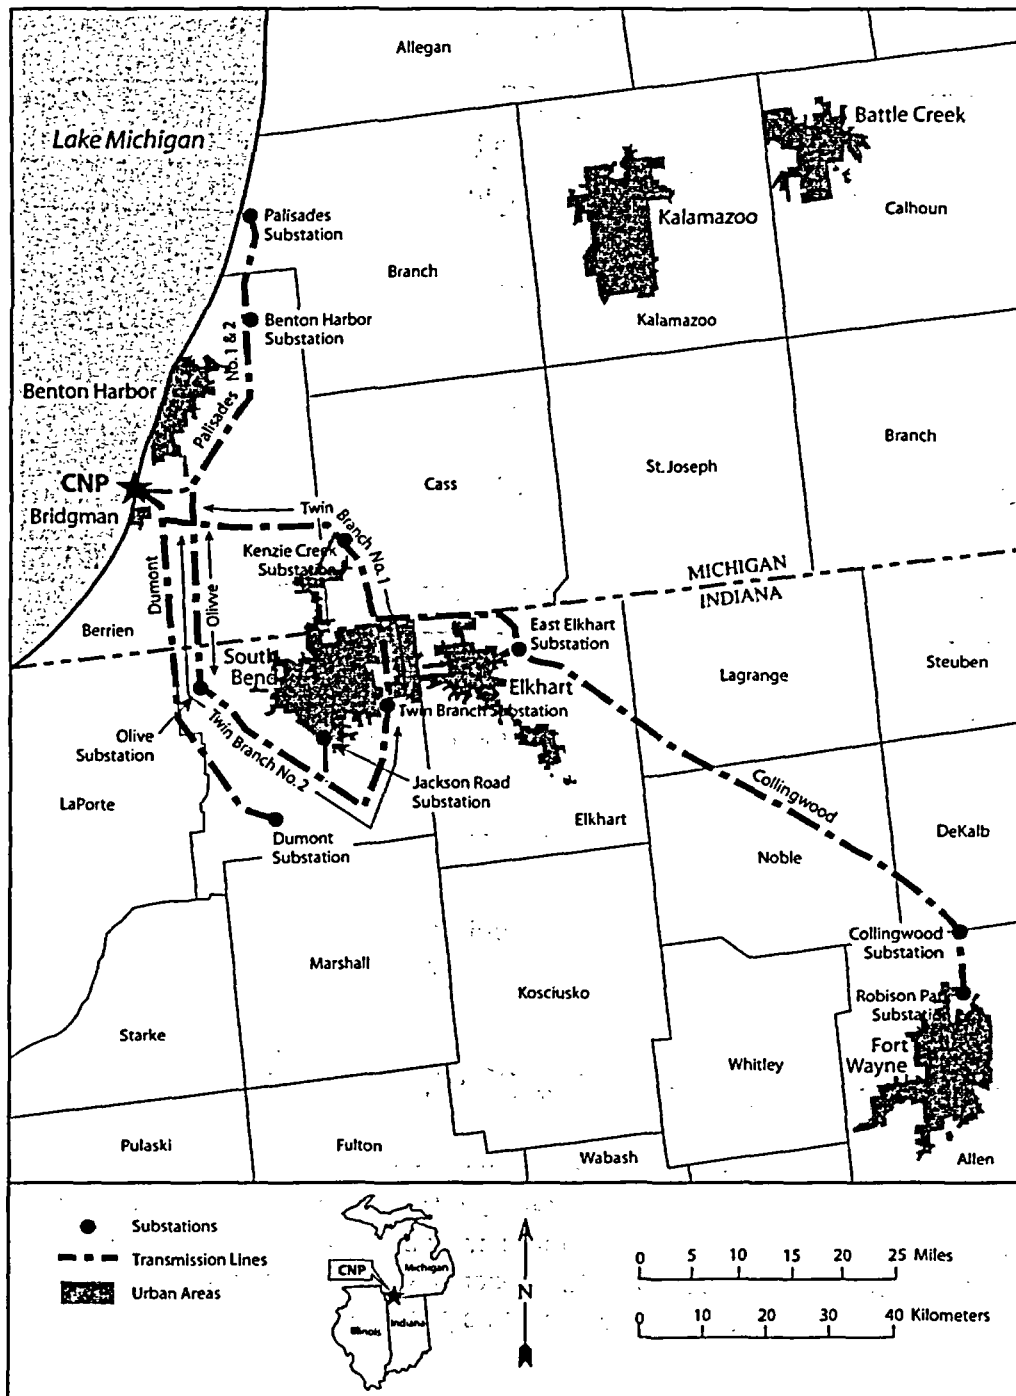 Allegan
Lake Michigan
Battle Creek
Palisades
Substation
Kalamazoo
Calhoun
Branch
Benton Harbor
Substation
Kalamazoo
No. 1 & 2
Benton Harbor
Palisades
Branch
St. Joseph
CNP
Cass
Bridgman
Twin
Branch No. 1
Kenzie Creek
Substation
Dumont
Olivve
MICHIGAN
INDIANA
Berrien
East Elkhart
Substation
South
Bend
Elkhart
Lagrange
Steuben
Twin Branch Substation
Olive
Substation
Twin Branch No. 2
LaPorte
Jackson Road
Substation
Collingwood
Elkhart
DeKalb
Dumont
Substation
Noble
Collingwood
Substation
Marshall
Kosciusko
Robison Park
Substation
Starke
Fort
Wayne
Whitley
Pulaski
Fulton
Wabash
Allen
Substations
Transmission Lines
Urban Areas
CNP
Michigan
Illinois
Indiana
N
0 5 10 15 20 25 Miles
0 10 20 30 40 Kilometers